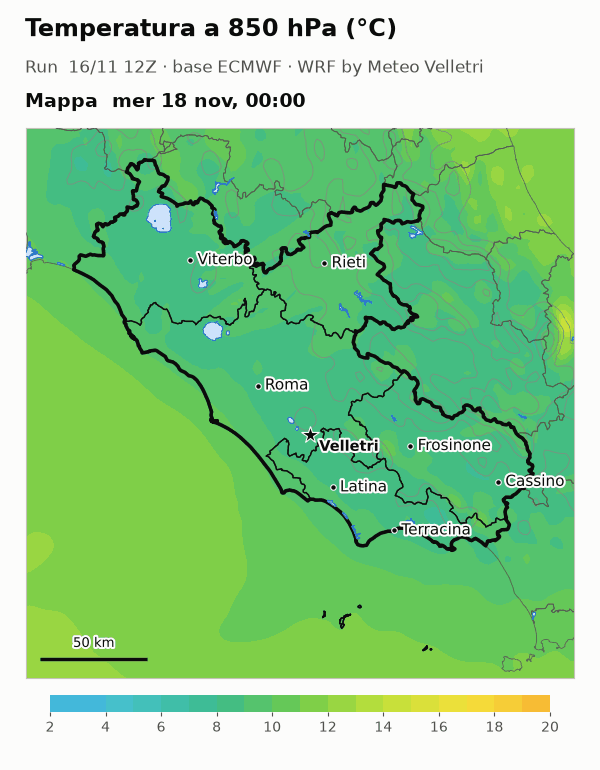 Temperatura a 850 hPa (°C)
Run  16/11 12Z · base ECMWF · WRF by Meteo Velletri
Mappa  mer 18 nov, 00:00
Viterbo
Rieti
Roma
Velletri
Frosinone
Latina
Cassino
Terracina
50 km
2 4 6 8 10 12 14 16 18 20